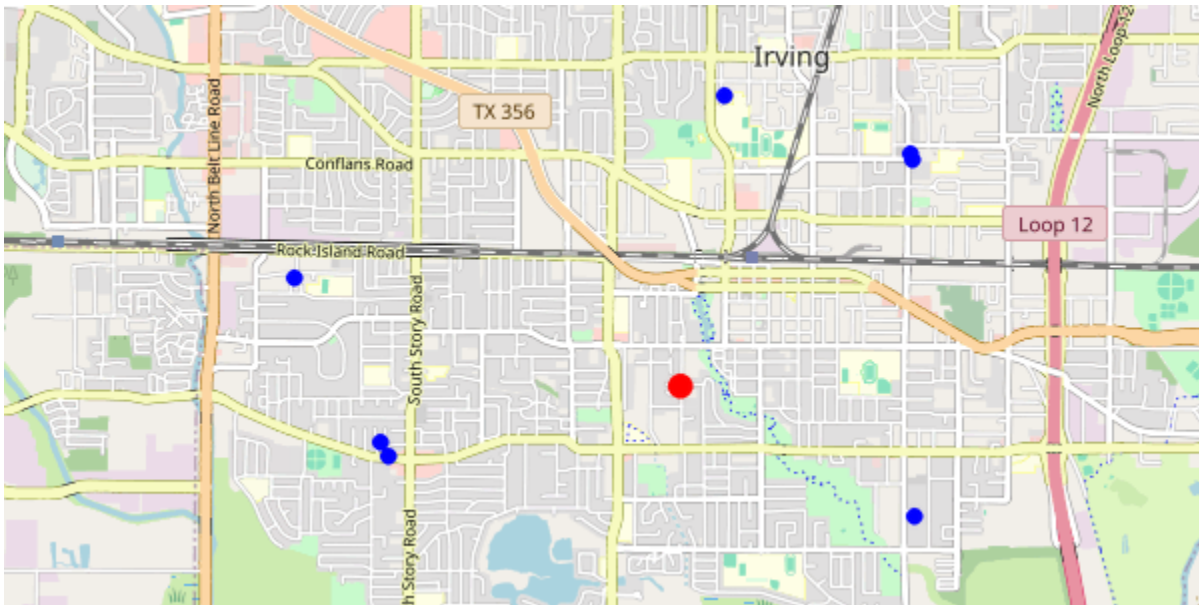 Irving
North Loop 12
TX 356
North Belt Line Road
Conflans Road
Loop 12
Rock Island Road
South Story Road
h Story Road